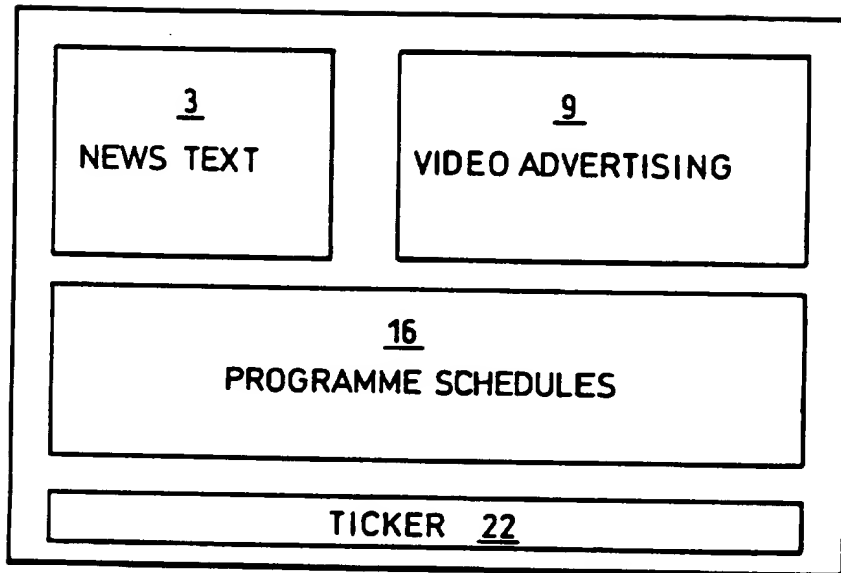 3
NEWS TEXT
9
VIDEO ADVERTISING
16
PROGRAMME SCHEDULES
TICKER 22